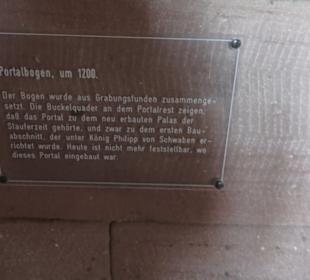 Portalbogen, um 1200.
Der Bogen wurde aus Grabungsfunden zusammenge-
setzt. Die Buckelquader an dem Portalrest zeigen,
daß das Portal zu dem neu erbauten Palas der
Stauferzeit gehörte, und zwar zu dem ersten Bau-
abschnitt, der unter König Philipp von Schwaben er-
richtet wurde. Heute ist nicht mehr feststellbar, wo
dieses Portal eingebaut war.